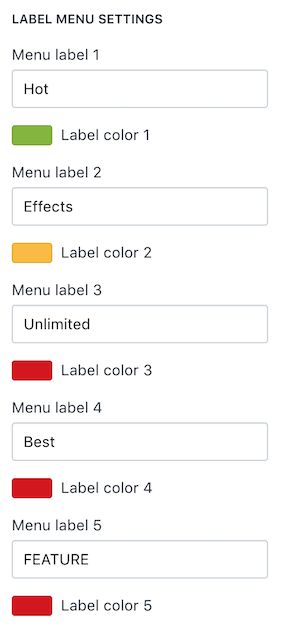 LABEL MENU SETTINGS
Menu label 1
Hot
Label color 1
Menu label 2
Effects
Label color 2
Menu label 3
Unlimited
Label color 3
Menu label 4
Best
Label color 4
Menu label 5
FEATURE
Label color 5